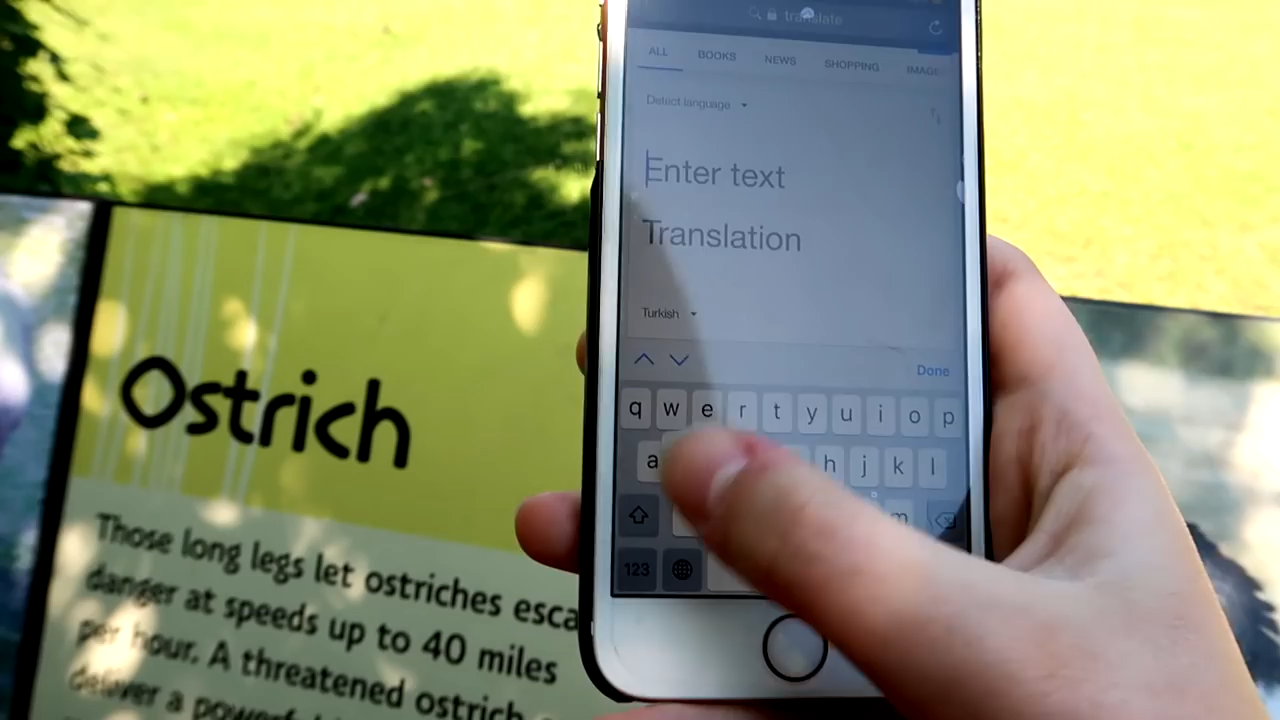 translate
ALL BOOKS NEWS SHOPPING IMAGE
Detect language
Enter text
Translation
Turkish
Done
q w e r t y u i o p
a h j k l
m
123
Ostrich
Those long legs let ostriches esca
danger at speeds up to 40 miles
per hour. A threatened ostrich
deliver a powerf